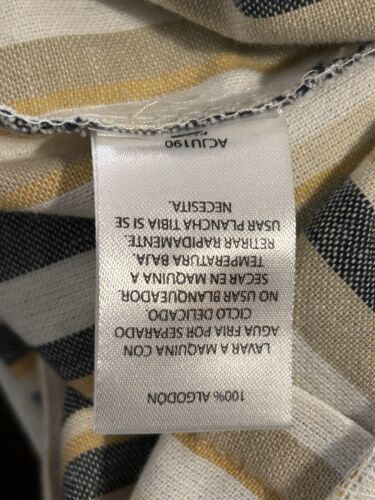 100% ALGODÓN
LAVAR A MAQUINA CON
AGUA FRIA POR SEPARADO
CICLO DELICADO.
NO USAR BLANQUEADOR.
SECAR EN MAQUINA A
TEMPERATURA BAJA.
RETIRAR RAPIDAMENTE.
USAR PLANCHA TIBIA SI SE
NECESITA.
ACJU190